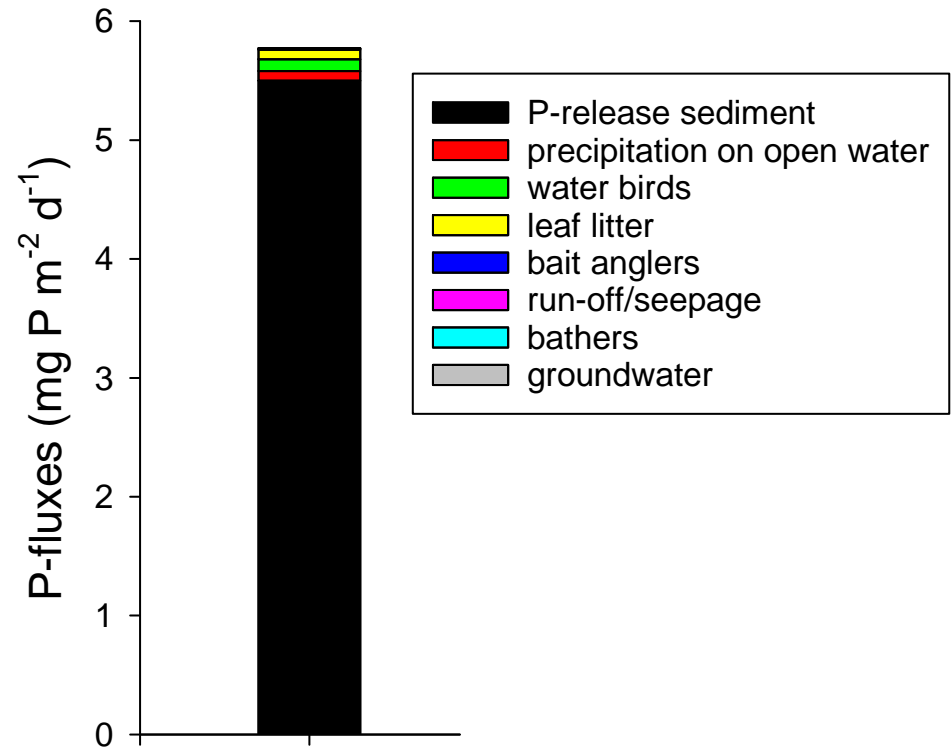 P-fluxes (mg P m⁻² d⁻¹)
6
5
4
3
2
1
0
P-release sediment
precipitation on open water
water birds
leaf litter
bait anglers
run-off/seepage
bathers
groundwater